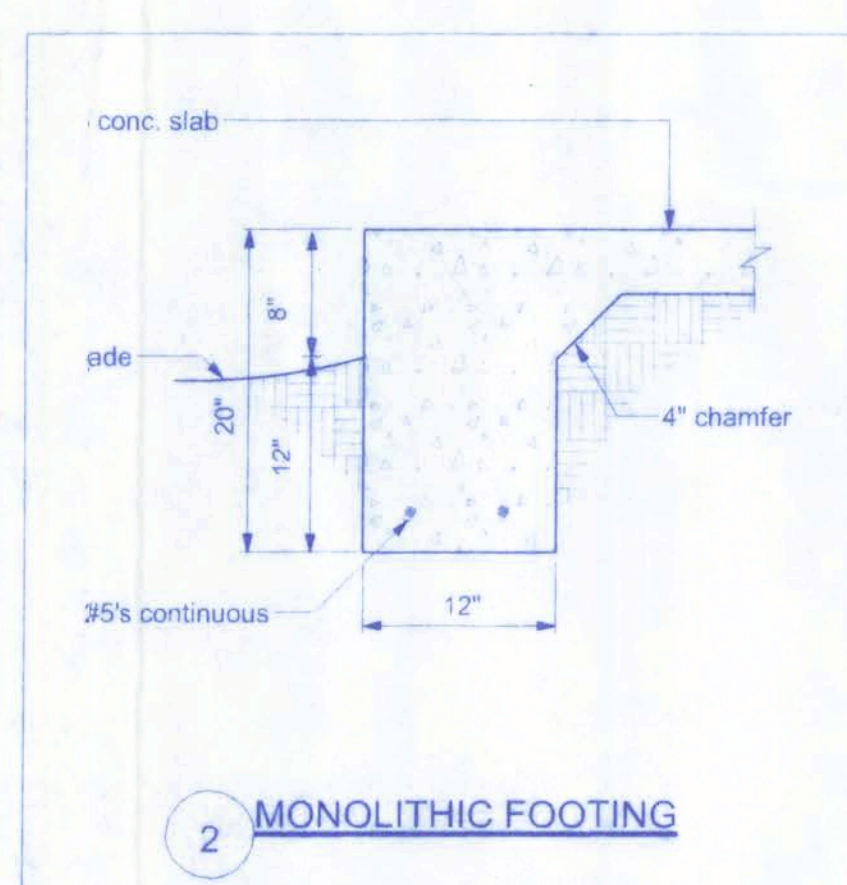 conc. slab
8"
ade
20"
12"
4" chamfer
#5's continuous
12"
2
MONOLITHIC FOOTING